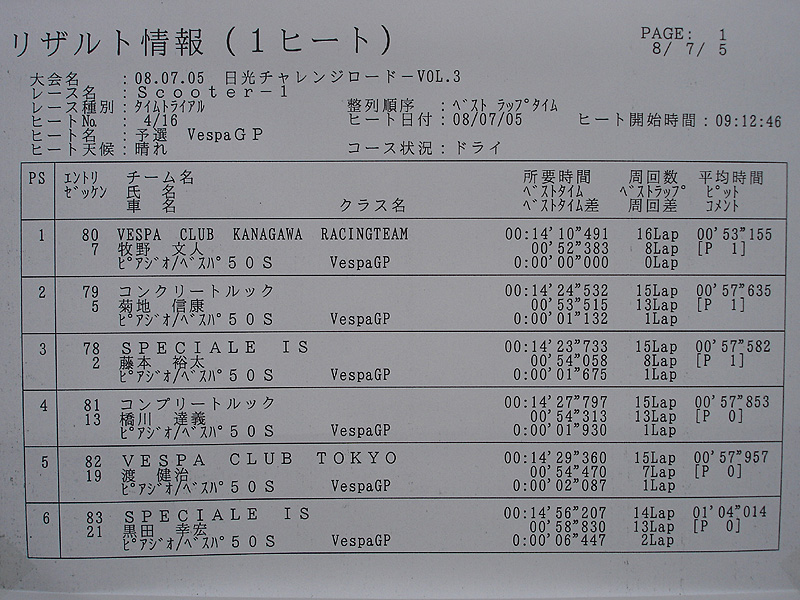 リザルト情報(1ヒート)
PAGE: 1
8/ 7/ 5
大会名 : 08.07.05 日光チャレンジロード－VOL.3
レース名 : Ｓｃｏｏｔｅｒ－１
レース種別 : ﾀｲﾑﾄﾗｲｱﾙ 整列順序 : ﾍﾞｽﾄ ﾗｯﾌﾟﾀｲﾑ
ヒート№ : 4/16 ヒート日付 : 08/07/05 ヒート開始時間 : 09:12:46
ヒート名 : 予選 VespaＧＰ
ヒート天候 : 晴れ コース状況 : ドライ
PS ｴﾝﾄﾘ チーム名 所要時間 周回数 平均時間
ｾﾞｯｹﾝ 氏 名 ﾍﾞｽﾄﾀｲﾑ ﾍﾞｽﾄﾗｯﾌﾟ ﾋﾟｯﾄ
車 名 クラス名 ﾍﾞｽﾄﾀｲﾑ差 周回差 ｺﾒﾝﾄ
1 80 VESPA CLUB KANAGAWA RACINGTEAM 00:14'10"491 16Lap 00'53"155
7 牧野 文人 00'52"383 8Lap [P 1]
ﾋﾟｱｼﾞｵ/ﾍﾞｽﾊﾟ５０Ｓ VespaGP 0:00'00"000 0Lap
2 79 コンクリートルック 00:14'24"532 15Lap 00'57"635
5 菊地 信康 00'53"515 13Lap [P 1]
ﾋﾟｱｼﾞｵ/ﾍﾞｽﾊﾟ５０Ｓ VespaGP 0:00'01"132 1Lap
3 78 ＳＰＥＣＩＡＬＥ ＩＳ 00:14'23"733 15Lap 00'57"582
2 藤本 裕太 00'54"058 8Lap [P 1]
ﾋﾟｱｼﾞｵ/ﾍﾞｽﾊﾟ５０Ｓ VespaGP 0:00'01"675 1Lap
4 81 コンプリートルック 00:14'27"797 15Lap 00'57"853
13 橋川 達義 00'54"313 13Lap [P 0]
ﾋﾟｱｼﾞｵ/ﾍﾞｽﾊﾟ５０Ｓ VespaGP 0:00'01"930 1Lap
5 82 ＶＥＳＰＡ ＣＬＵＢ ＴＯＫＹＯ 00:14'29"360 15Lap 00'57"957
19 渡 健治 00'54"470 7Lap [P 0]
ﾋﾟｱｼﾞｵ/ﾍﾞｽﾊﾟ５０Ｓ VespaGP 0:00'02"087 1Lap
6 83 ＳＰＥＣＩＡＬＥ ＩＳ 00:14'56"207 14Lap 01'04"014
21 黒田 幸宏 00'58"830 13Lap [P 0]
ﾋﾟｱｼﾞｵ/ﾍﾞｽﾊﾟ５０Ｓ VespaGP 0:00'06"447 2Lap